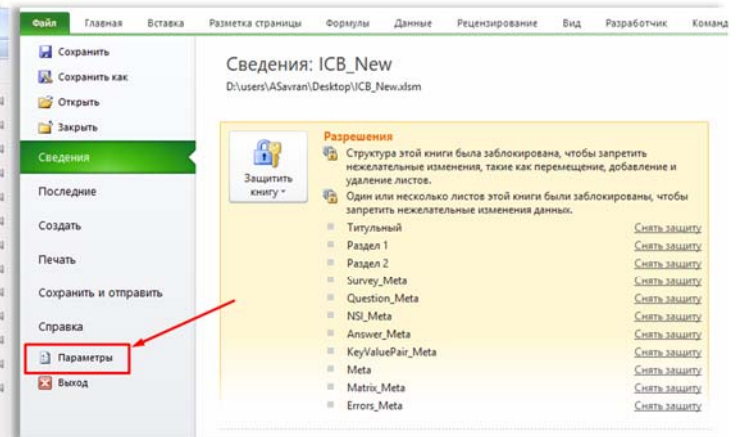 Файл Главная Вставка Разметка страницы Формулы Данные Рецензирование Вид Разработчик Команд
Сохранить
Сохранить как
Открыть
Закрыть
Сведения
Последние
Создать
Печать
Сохранить и отправить
Справка
Параметры
Выход
Сведения: ICB_New
D:\users\ASavran\Desktop\ICB_New.xlsm
Защитить
книгу
Разрешения
Структура этой книги была заблокирована, чтобы запретить
нежелательные изменения, такие как перемещение, добавление и
удаление листов.
Один или несколько листов этой книги были заблокированы, чтобы
запретить нежелательные изменения данных.
Титульный Снять защиту
Раздел 1 Снять защиту
Раздел 2 Снять защиту
Survey_Meta Снять защиту
Question_Meta Снять защиту
NSI_Meta Снять защиту
Answer_Meta Снять защиту
KeyValuePair_Meta Снять защиту
Meta Снять защиту
Matrix_Meta Снять защиту
Errors_Meta Снять защиту